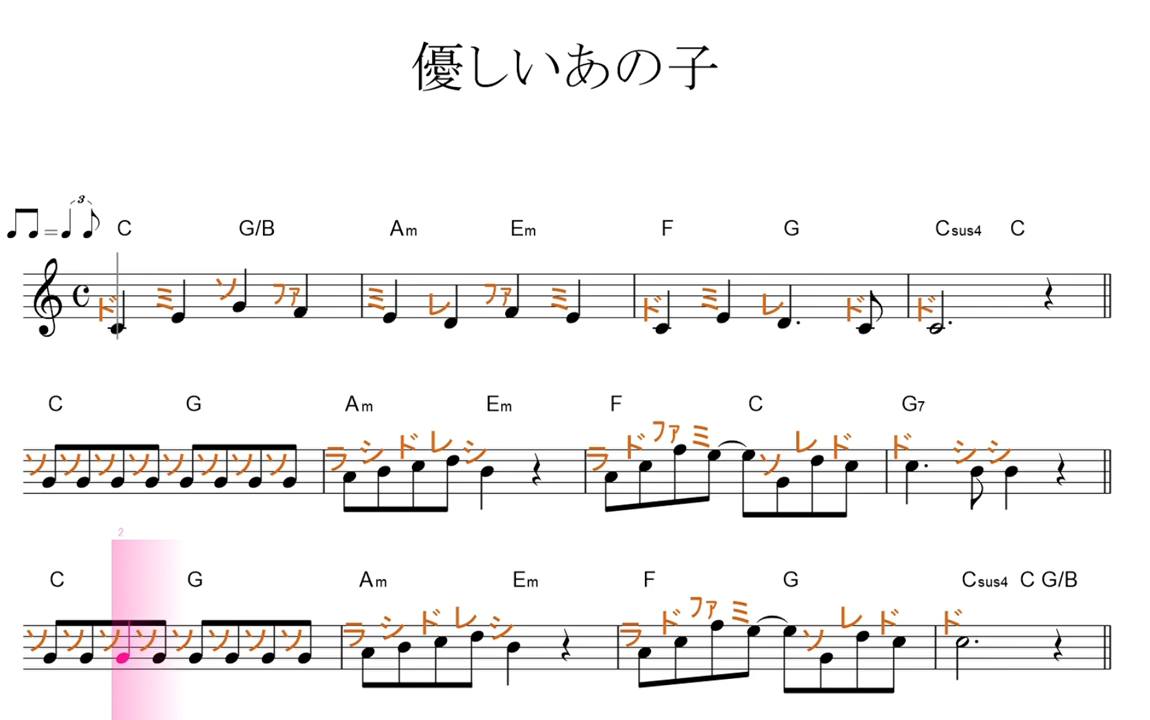 優しいあの子
3
= 
C G/B Am Em F G Csus4 C
ド ミ ソ ファ ミ レ ファ ミ ド ミ レ ド ド
C G Am Em F C G7
ソ ソ ソ ソ ソ ソ ソ ソ ラ シ ド レ シ ラ ド ファ ミ ソ レ ド ド シ シ
2
C G Am Em F G Csus4 C G/B
ソ ソ ソ ソ ソ ソ ソ ソ ラ シ ド レ シ ラ ド ファ ミ ソ レ ド ド